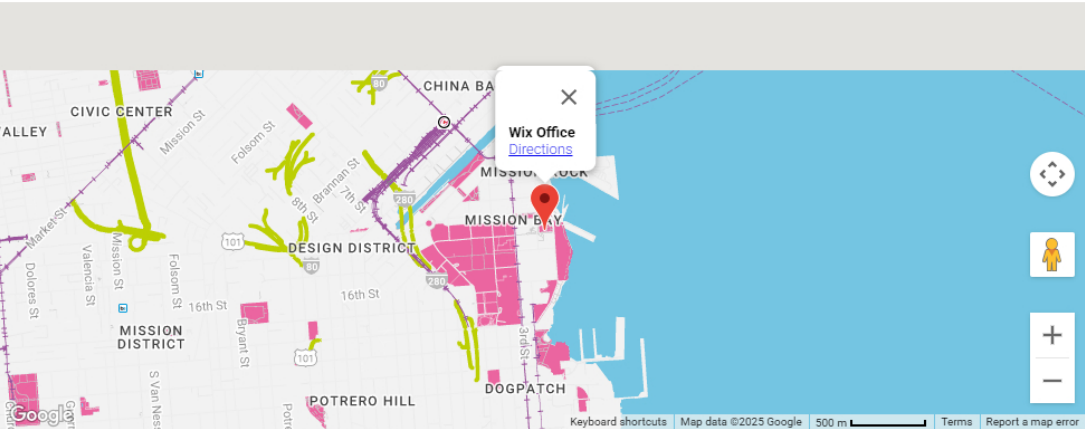 80
CHINA BA
CIVIC CENTER
ALLEY
Mission St
Folsom St
Wix Office
Directions
Brannan St
MISSION ROCK
7th St
8th St
280
Market St
MISSION BAY
101
DESIGN DISTRICT
80
280
Dolores St
Valencia St
Mission St
Folsom St
16th St
16th St
MISSION
DISTRICT
Bryant St
3rd St
101
S Van Ness
DOGPATCH
POTRERO HILL
Google
Keyboard shortcuts
Map data ©2025 Google
500 m
Terms
Report a map error